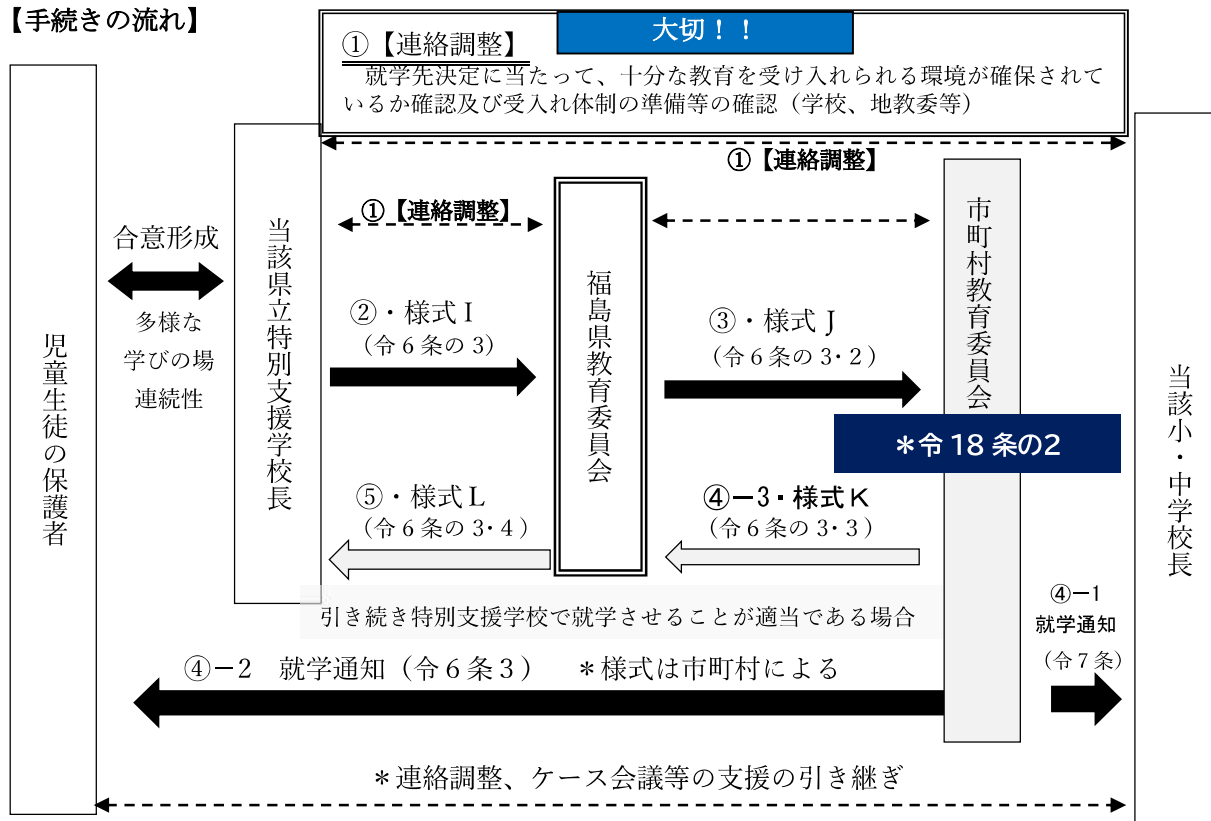 【手続きの流れ】
大切！！
①【連絡調整】
就学先決定に当たって、十分な教育を受け入れられる環境が確保されて
いるか確認及び受入れ体制の準備等の確認（学校、地教委等）
①【連絡調整】
①【連絡調整】
児童生徒の保護者
合意形成
多様な
学びの場
連続性
当該県立特別支援学校長
②・様式Ｉ
（令６条の３）
福島県教育委員会
③・様式Ｊ
（令６条の３・２）
市町村教育委員会
＊令18条の2
当該小・中学校長
⑤・様式Ｌ
（令６条の３・４）
④－3・様式Ｋ
（令６条の３・３）
引き続き特別支援学校で就学させることが適当である場合
④－1
就学通知
（令７条）
④－2　就学通知（令６条３）　＊様式は市町村による
＊連絡調整、ケース会議等の支援の引き継ぎ